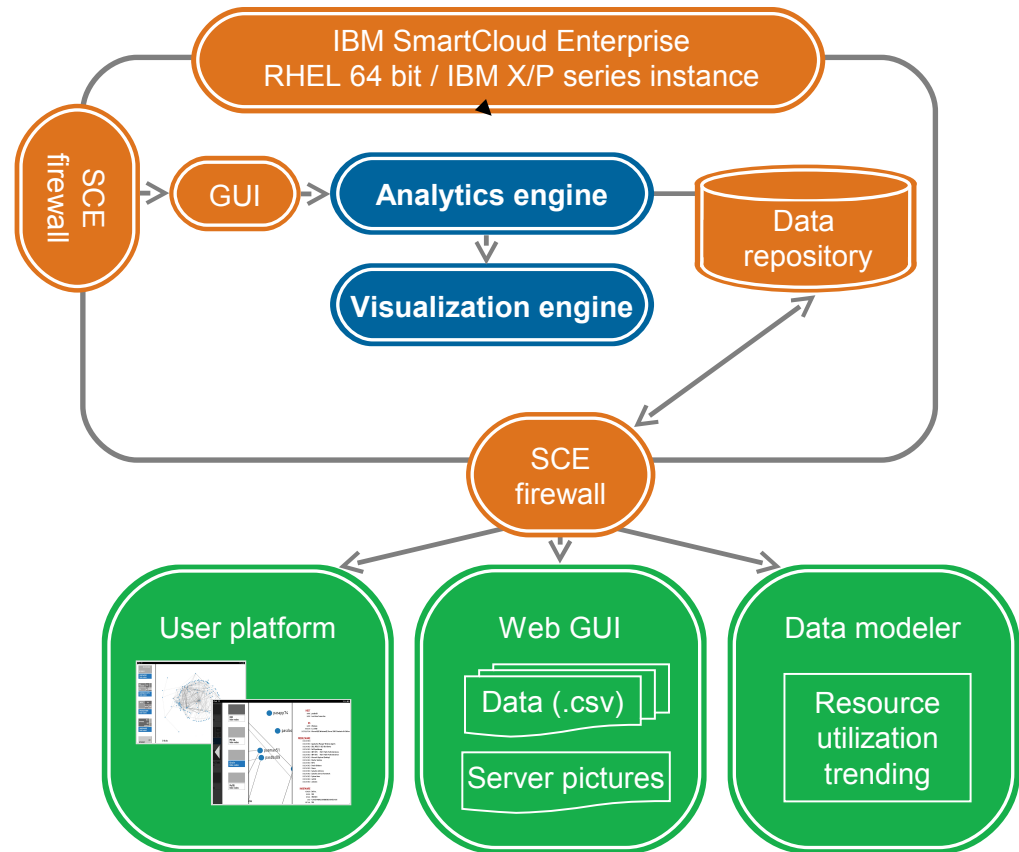 IBM SmartCloud Enterprise
RHEL 64 bit / IBM X/P series instance
SCE
firewall
GUI
Analytics engine
Data
repository
Visualization engine
SCE
firewall
User platform
Web GUI
Data (.csv)
Server pictures
Data modeler
Resource
utilization
trending